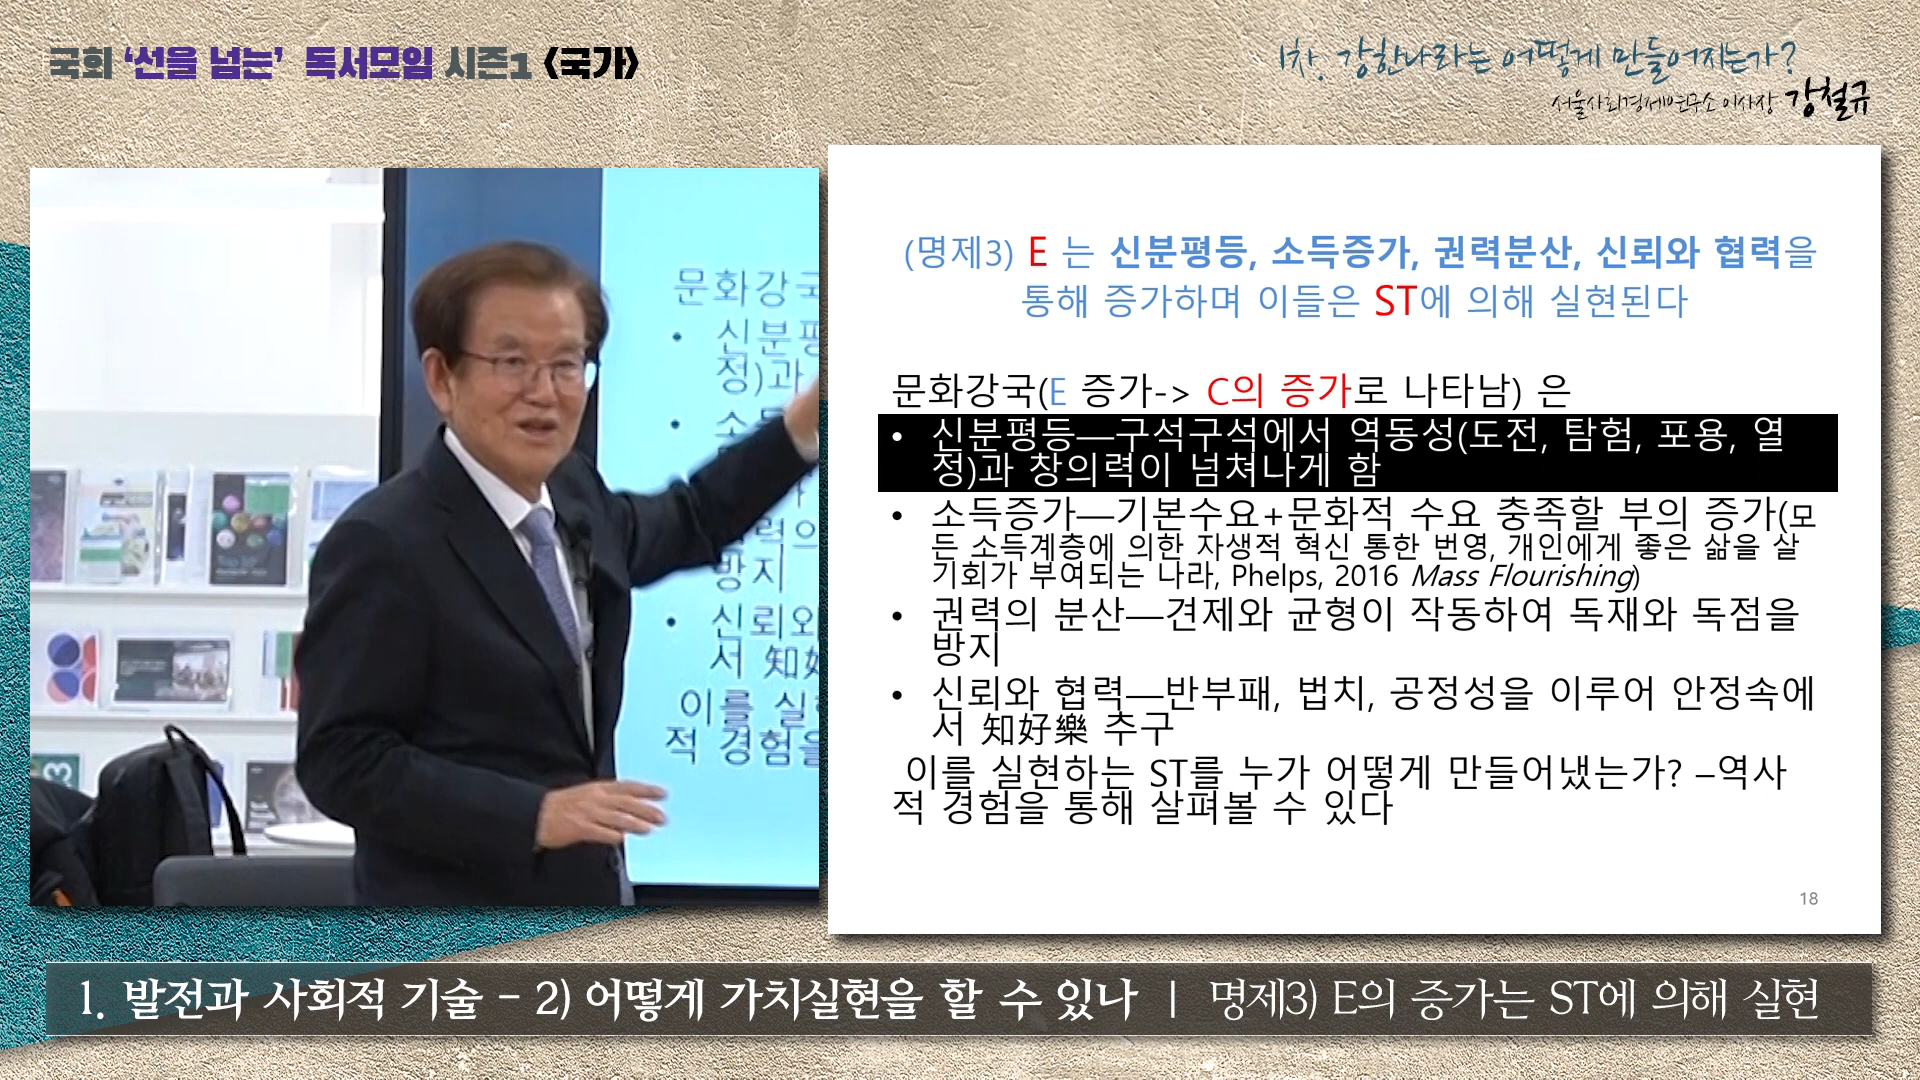 국회 ‘선을 넘는’ 독서모임 시즌1 〈국가〉
1차. 강한나라는 어떻게 만들어지는가?
서울사회경제연구소 이사장 강철규
문화강국
• 신분평
정)과
방지
• 신뢰와
서 知好
이를 실
적 경험을
(명제3) E 는 신분평등, 소득증가, 권력분산, 신뢰와 협력을
통해 증가하며 이들은 ST에 의해 실현된다
문화강국(E 증가-> C의 증가로 나타남) 은
• 신분평등—구석구석에서 역동성(도전, 탐험, 포용, 열
정)과 창의력이 넘쳐나게 함
• 소득증가—기본수요+문화적 수요 충족할 부의 증가(모
든 소득계층에 의한 자생적 혁신 통한 번영, 개인에게 좋은 삶을 살
기회가 부여되는 나라, Phelps, 2016 Mass Flourishing)
• 권력의 분산—견제와 균형이 작동하여 독재와 독점을
방지
• 신뢰와 협력—반부패, 법치, 공정성을 이루어 안정속에
서 知好樂 추구
이를 실현하는 ST를 누가 어떻게 만들어냈는가? –역사
적 경험을 통해 살펴볼 수 있다
18
1. 발전과 사회적 기술 - 2) 어떻게 가치실현을 할 수 있나 | 명제3) E의 증가는 ST에 의해 실현